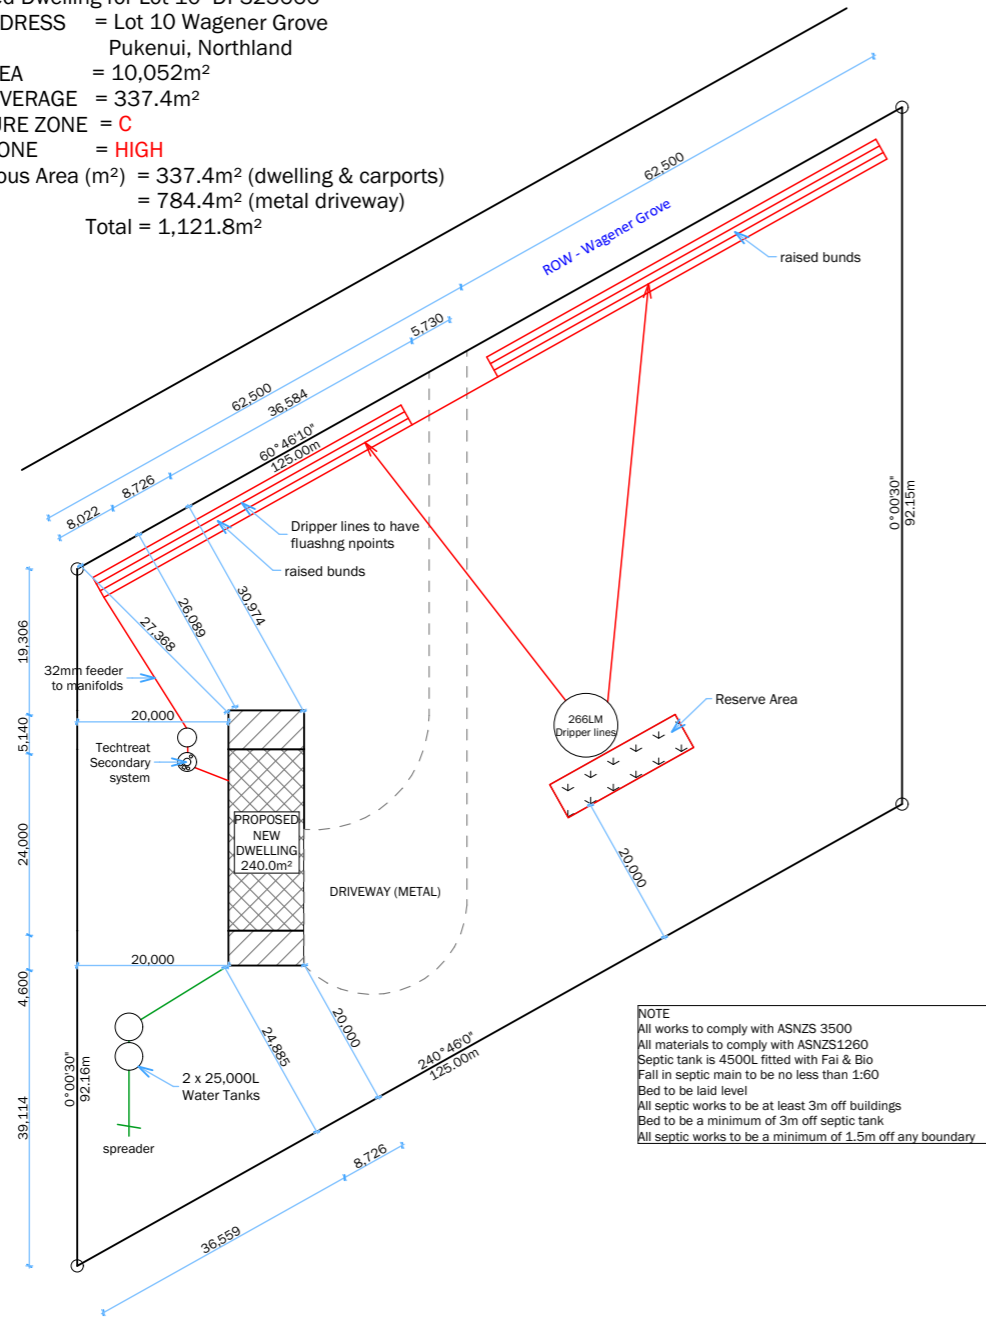 = Lot 10 Wagener Grove
Pukenui, Northland
= 10,052m²
= 337.4m²
ZONE = C
= HIGH
Area (m²) = 337.4m² (dwelling & carports)
= 784.4m² (metal driveway)
Total = 1,121.8m²
62,500
ROW - Wagener Grove
raised bunds
5,730
62,500
36,584
60°46'10"
125.00m
8,726
8,022
Dripper lines to have
fluashng npoints
raised bunds
0°00'30"
92.15m
30,974
26,089
27,368
19,306
32mm feeder
to manifolds
20,000
5,140
Techtreat
Secondary
system
266LM
Dripper lines
Reserve Area
PROPOSED
NEW
DWELLING
240.0m²
24,000
DRIVEWAY (METAL)
20,000
20,000
4,600
24,885
20,000
240°46'0"
125.00m
0°00'30"
92.16m
2 x 25,000L
Water Tanks
39,114
spreader
8,726
36,559
NOTE
All works to comply with ASNZS 3500
All materials to comply with ASNZS1260
Septic tank is 4500L fitted with Fai & Bio
Fall in septic main to be no less than 1:60
Bed to be laid level
All septic works to be at least 3m off buildings
Bed to be a minimum of 3m off septic tank
All septic works to be a minimum of 1.5m off any boundary